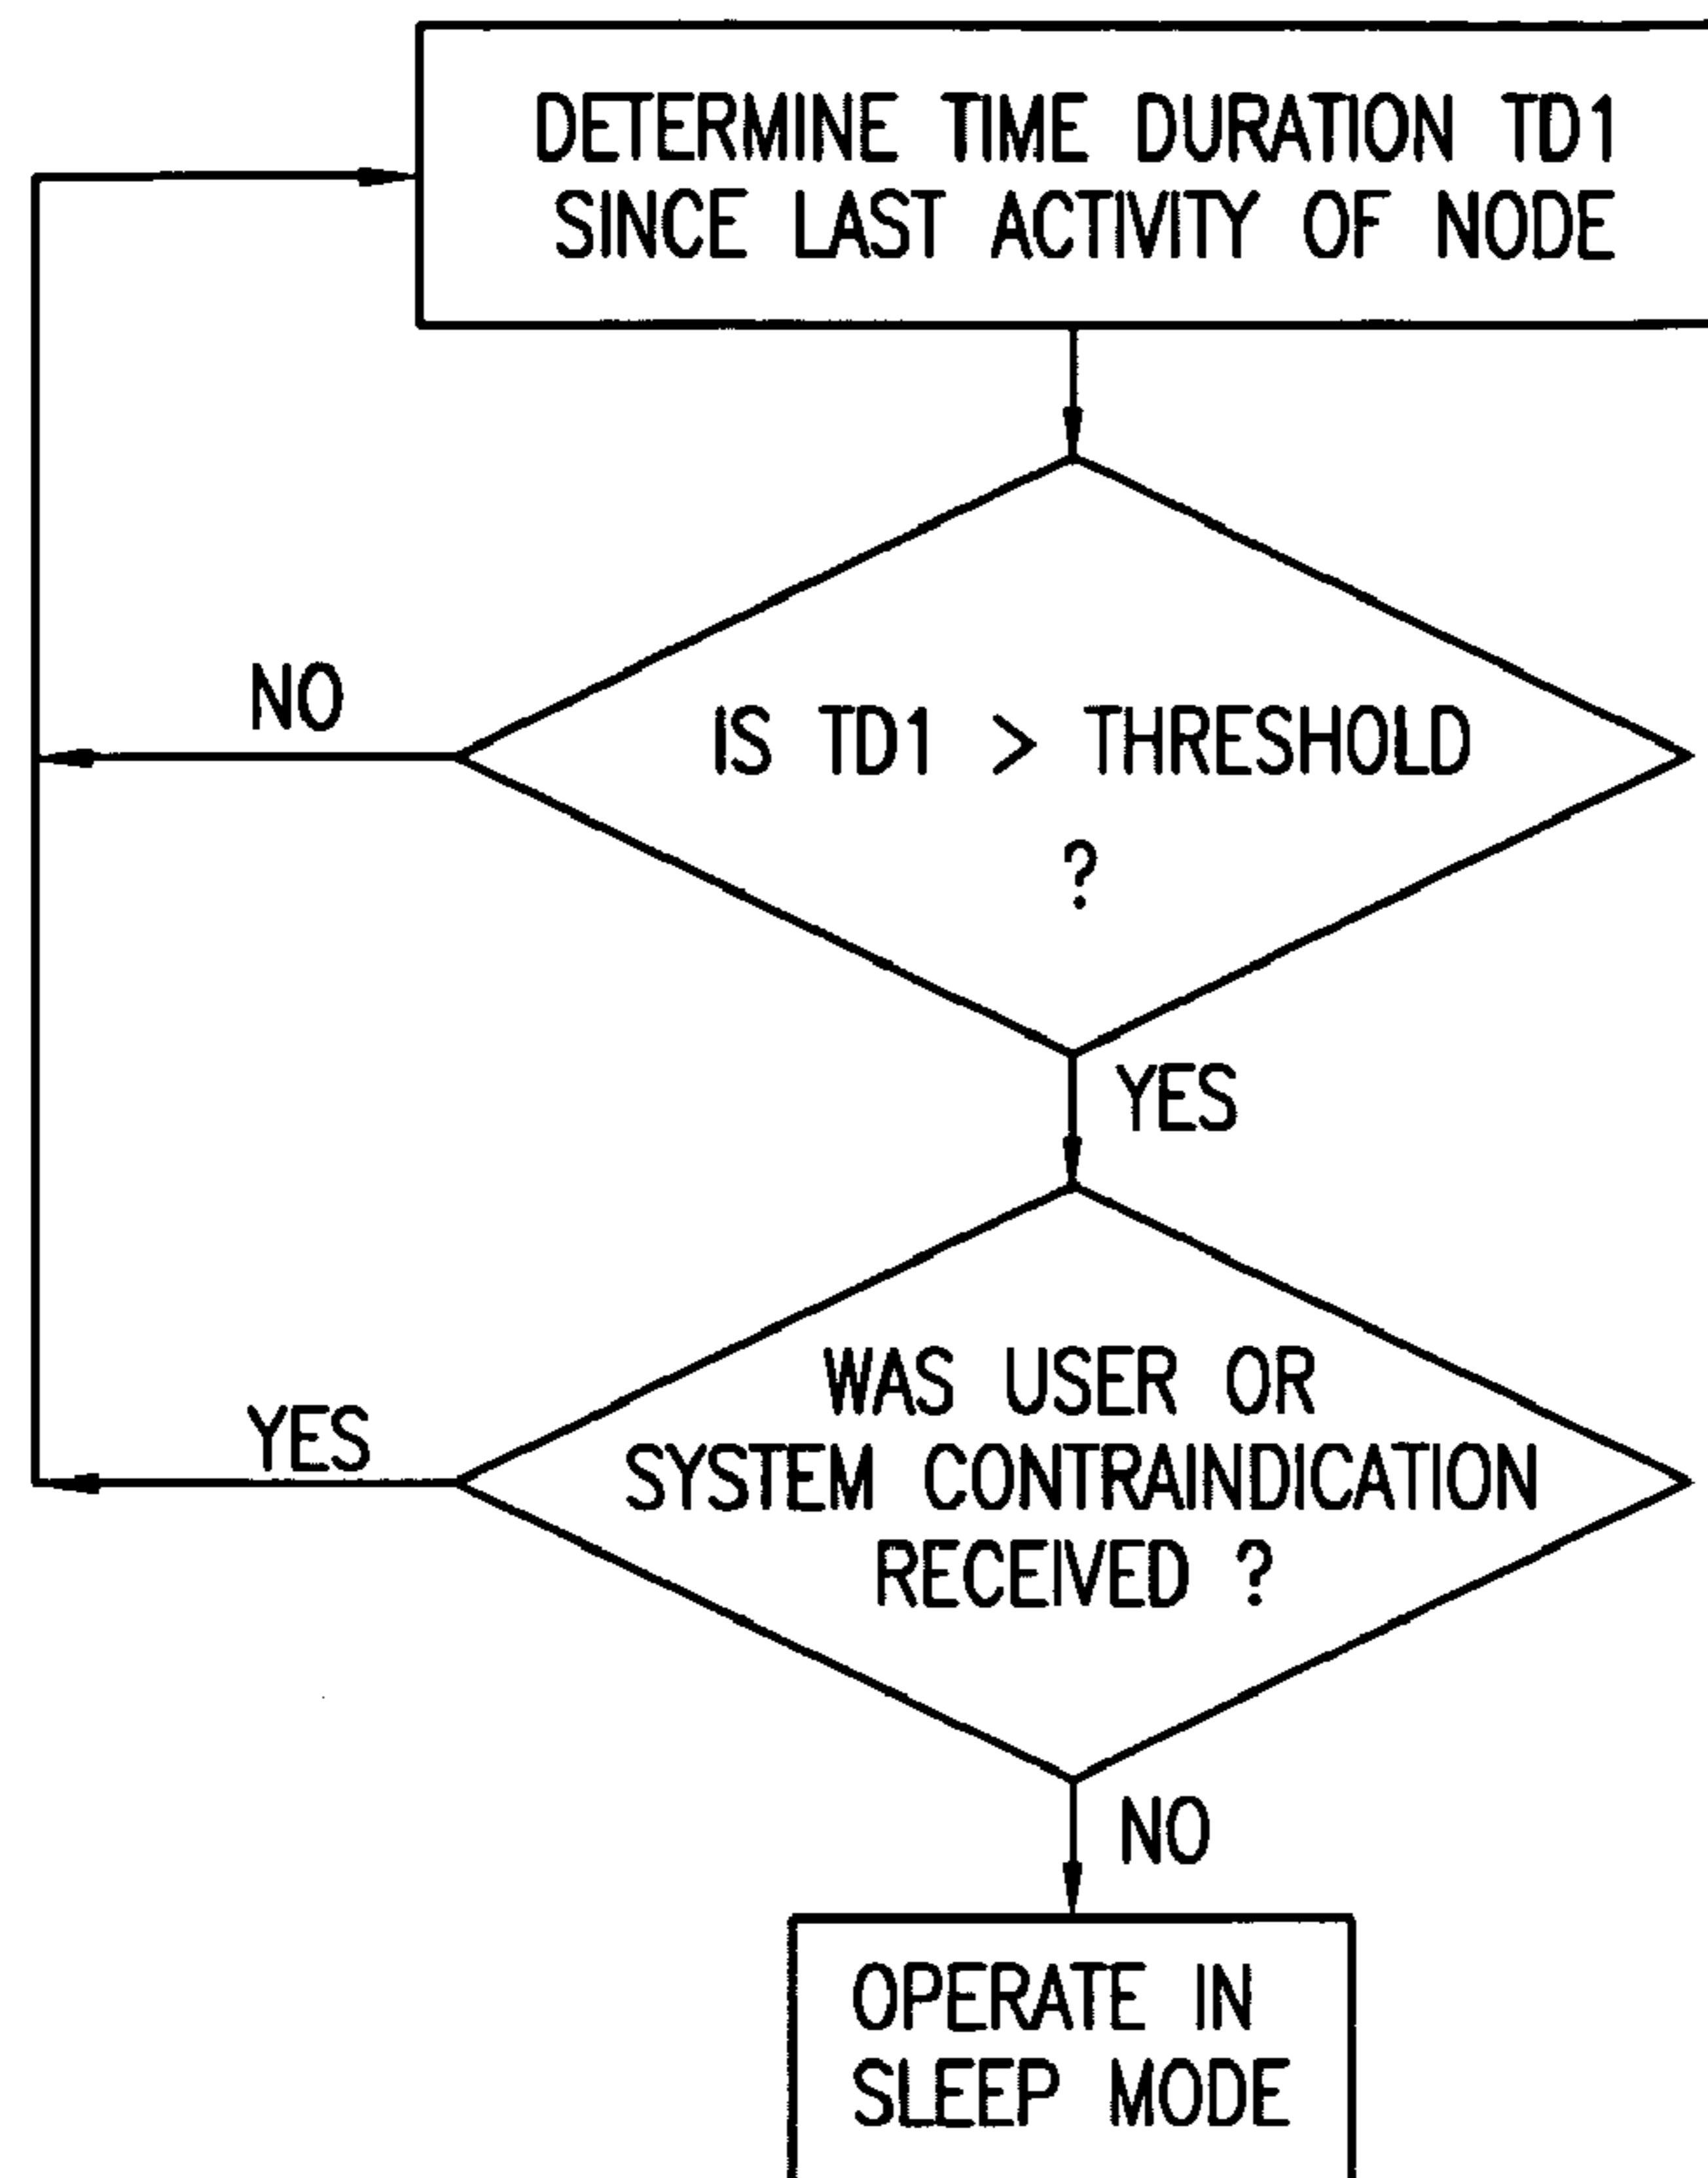 DETERMINE TIME DURATION TD1
SINCE LAST ACTIVITY OF NODE
NO
IS TD1 > THRESHOLD
?
YES
WAS USER OR
YES
SYSTEM CONTRAINDICATION
RECEIVED ?
NO
OPERATE IN
SLEEP MODE